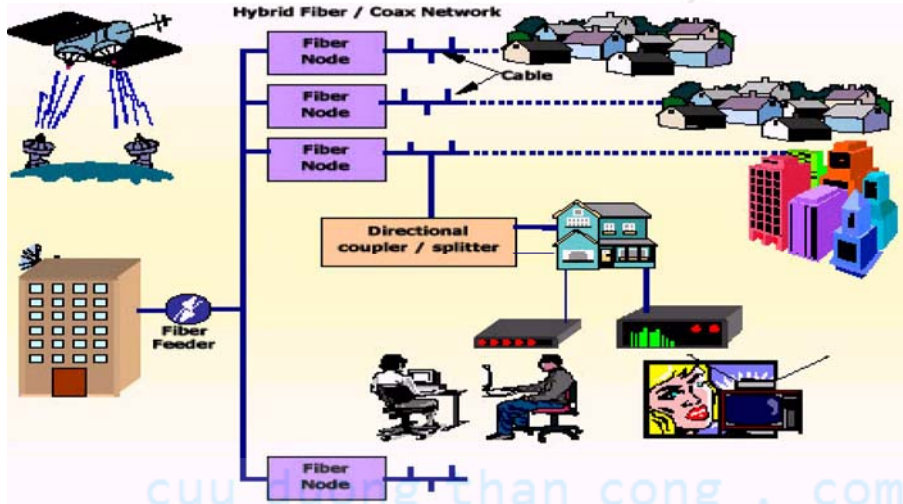 Hybrid Fiber / Coax Network
Fiber
Node
Cable
Fiber
Node
Fiber
Node
Directional
coupler / splitter
Fiber
Feeder
Fiber
Node
cuu duong than cong . com